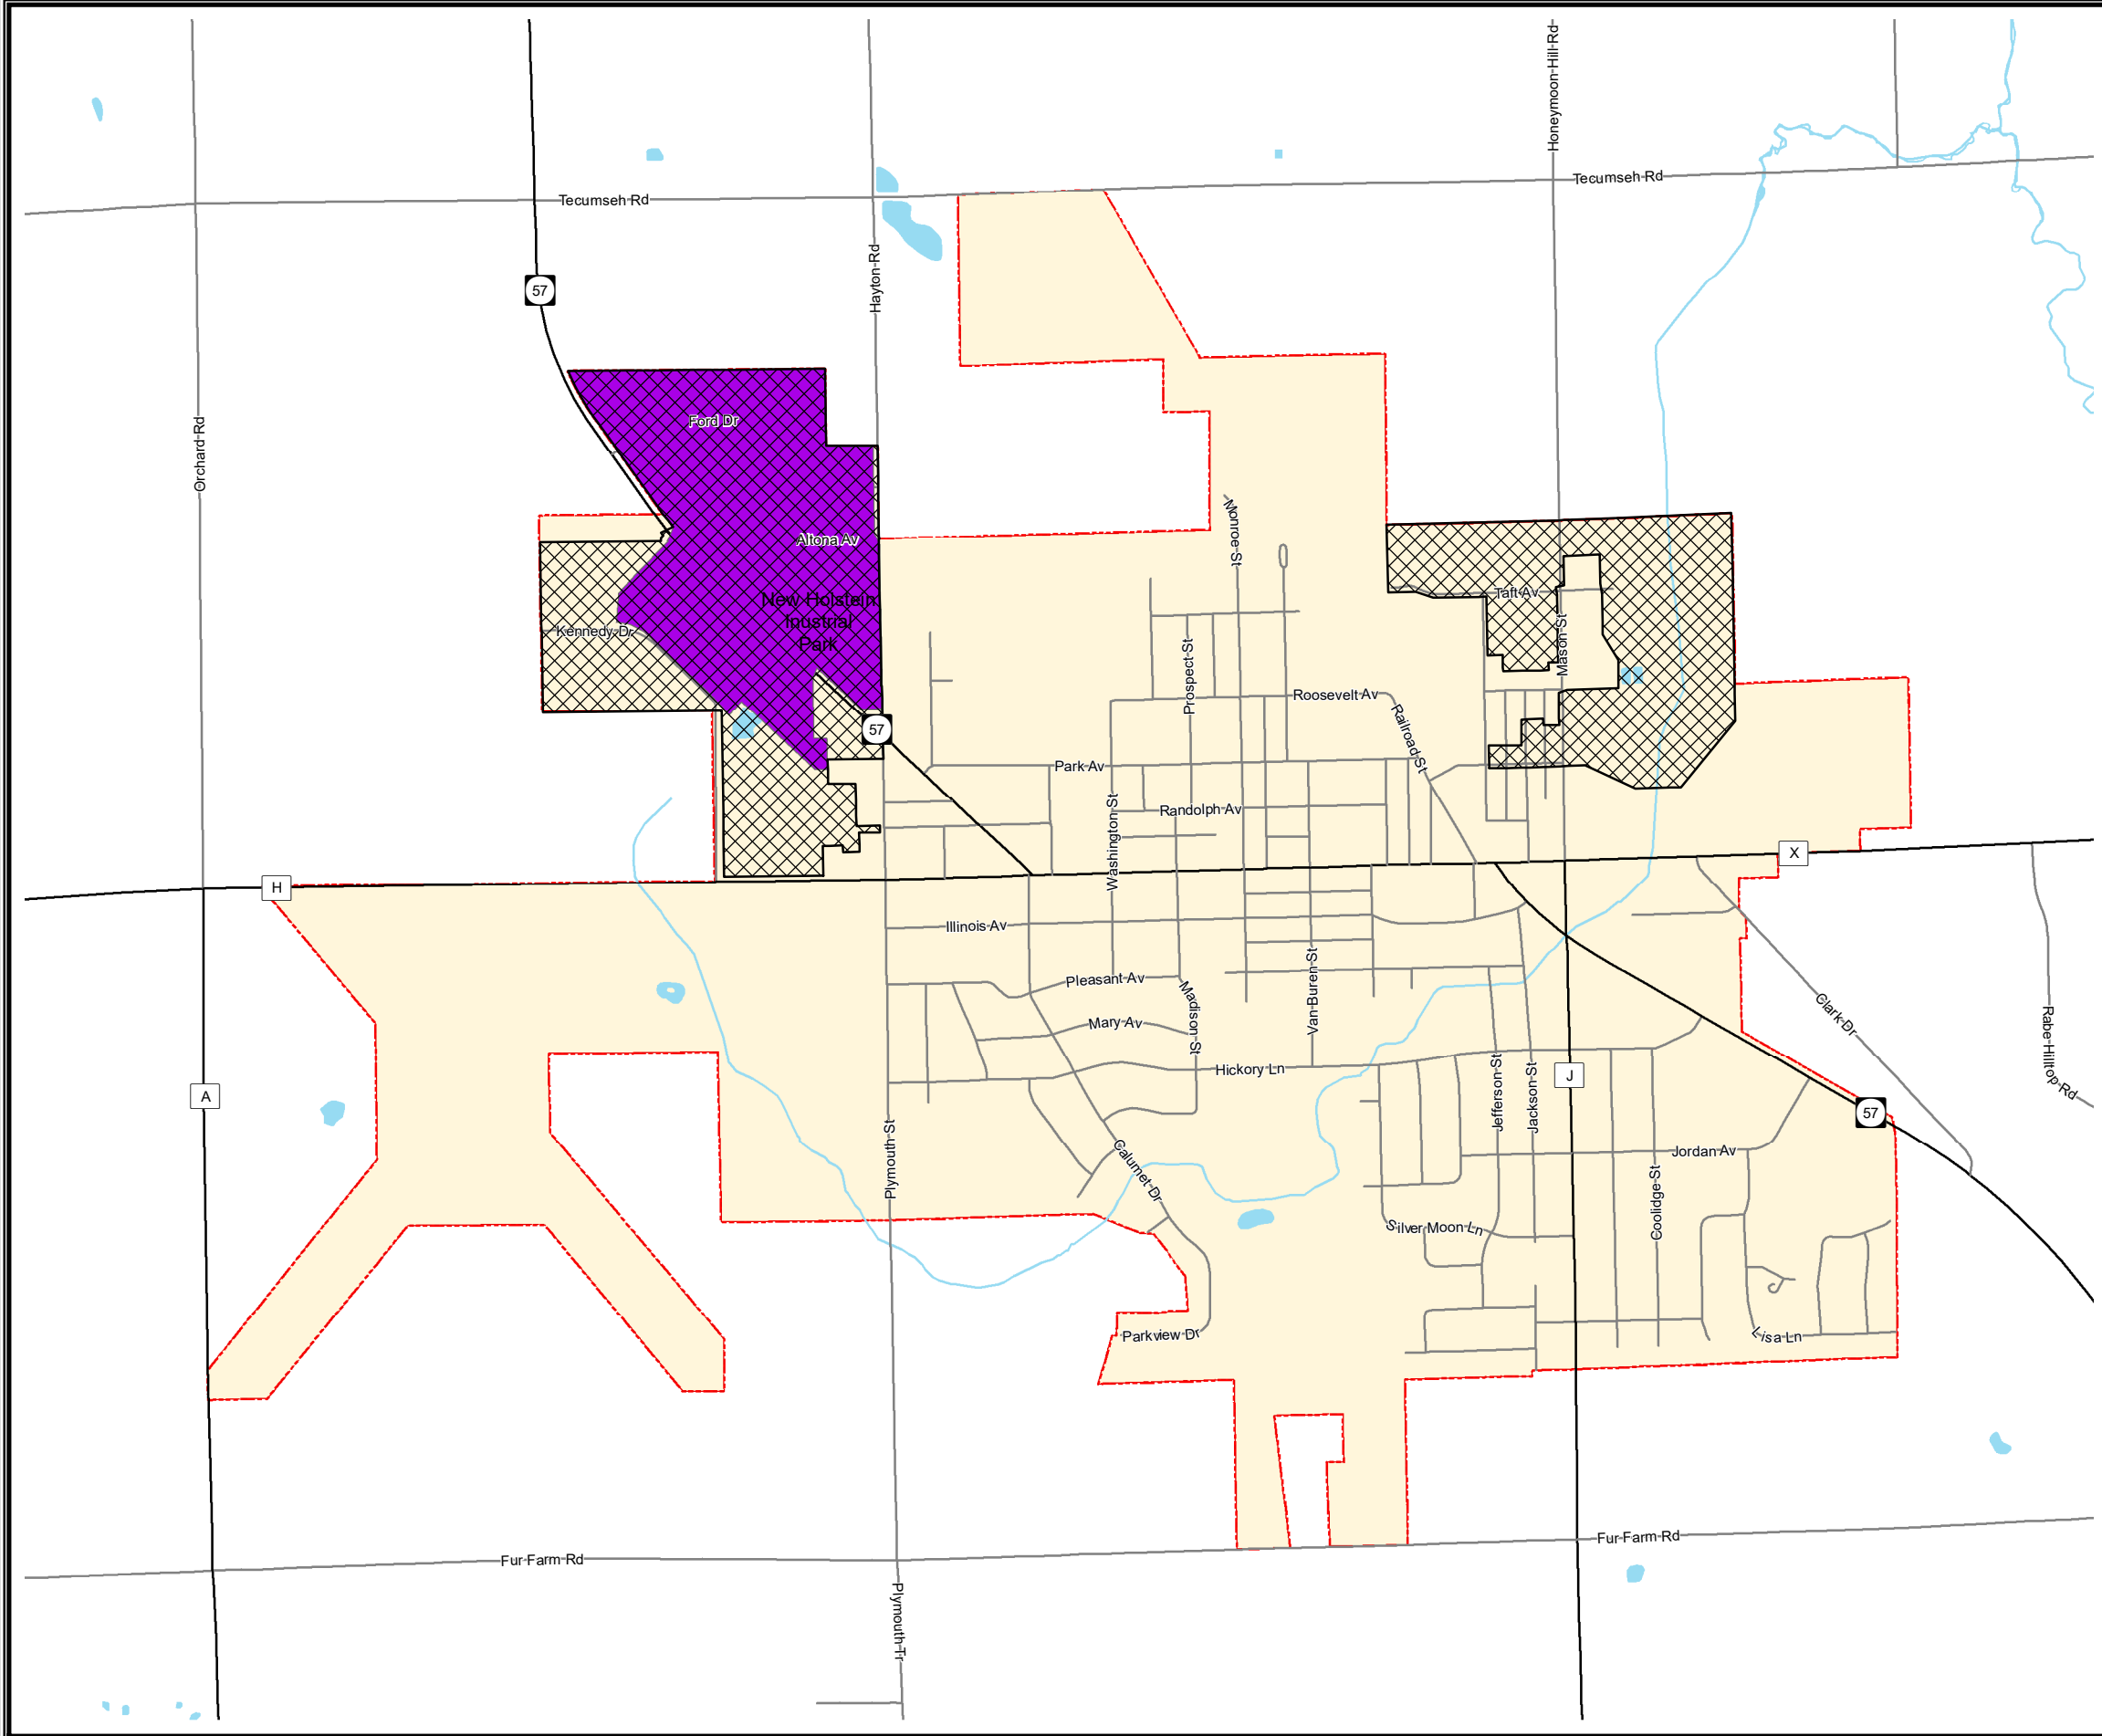 Honeymoon-Hill-Rd
Tecumseh Rd
Tecumseh Rd
57
Hayton-Rd
Orchard-Rd
Ford Dr
Altona Av
Monroe-St
New Holstein
Inustrial
Park
Taft-Av
Kennedy-Dr
Mason-St
Prospect-St
Roosevelt-Av
57
Railroad-St
Park-Av
Washington-St
Randolph-Av
X
H
Illinois-Av
Pleasant-Av
Madison-St
Van-Buren-St
Mary-Av
Clark-Dr
Rabe-Hilltop-Rd
Hickory-Ln
Jefferson-St
Jackson-St
J
A
57
Plymouth-St
Calumet-Dr
Jordan-Av
Coolidge-St
Silver-Moon-Ln
Parkview-Dr
Lisa-Ln
Fur-Farm-Rd
Fur-Farm-Rd
Plymouth-Tr